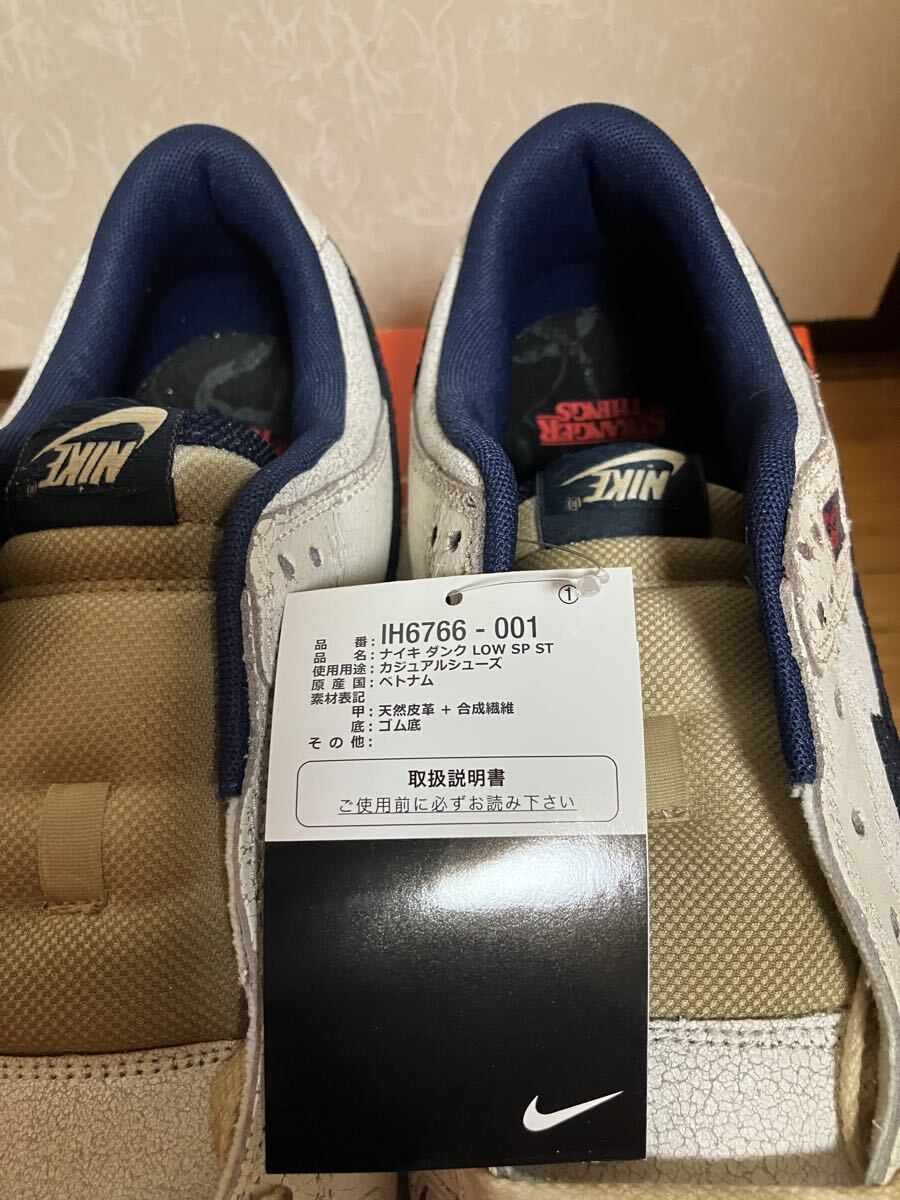 STRANGER
THINGS
NIKE
NIKE
①
品 番 : IH6766 - 001
品 名 : ナイキ ダンク LOW SP ST
使用用途 : カジュアルシューズ
原 産 国 : ベトナム
素材表記
甲 : 天然皮革 + 合成繊維
底 : ゴム底
そ の 他 :
取扱説明書
ご使用前に必ずお読み下さい